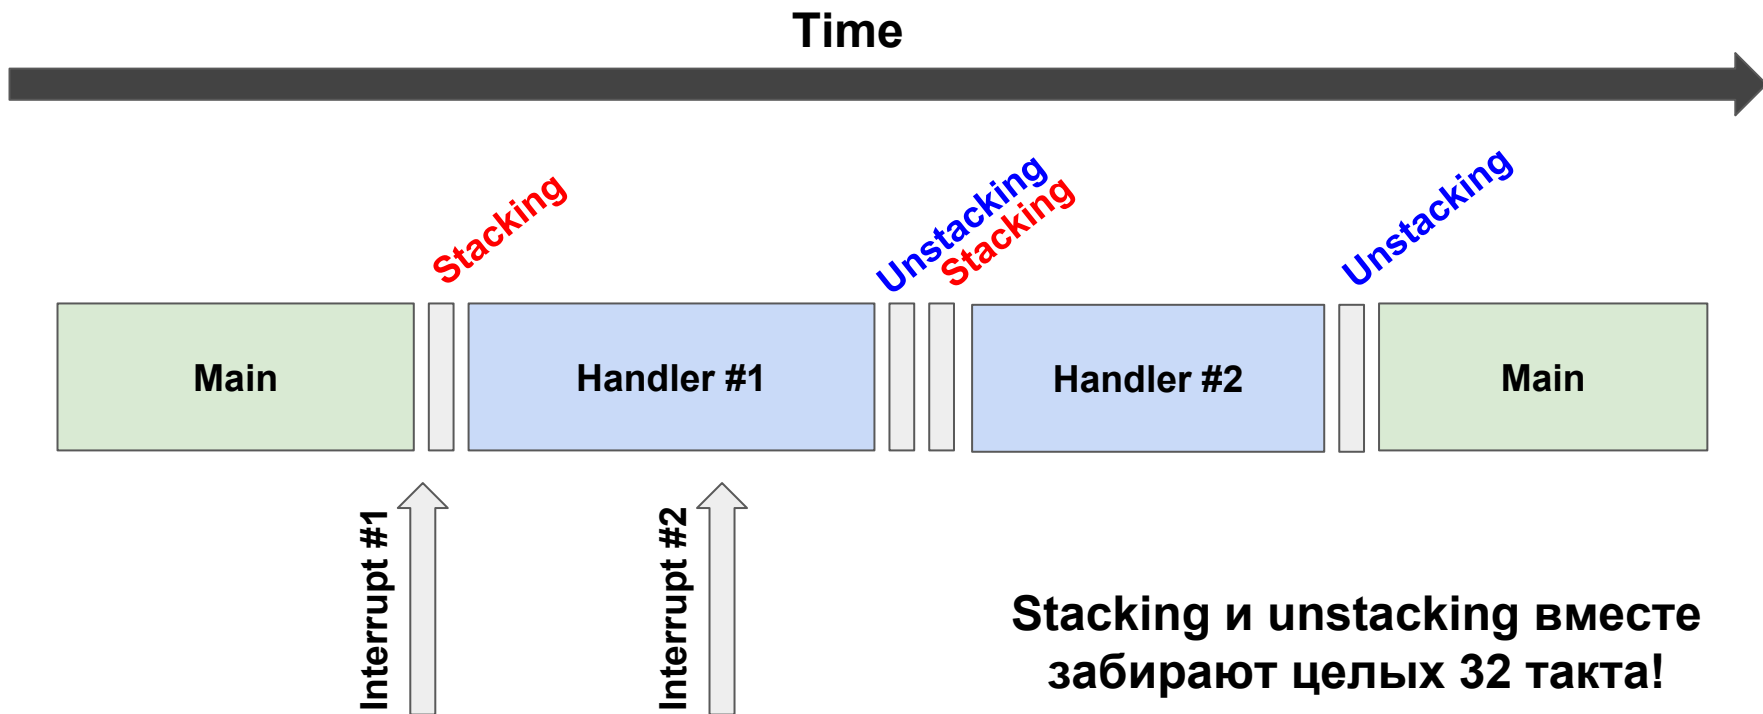 Time
Stacking
Unstacking
Stacking
Unstacking
Main
Handler #1
Handler #2
Main
Interrupt #1
Interrupt #2
Stacking и unstacking вместе
забирают целых 32 такта!